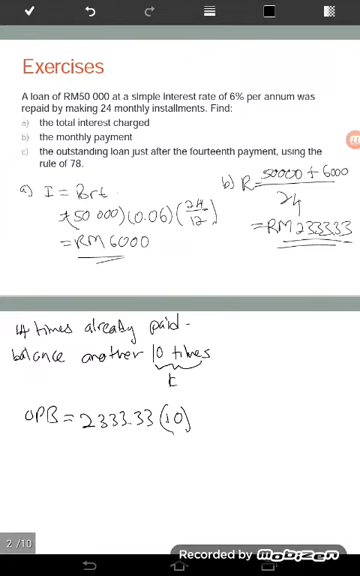 Exercises
A loan of RM50 000 at a simple interest rate of 6% per annum was
repaid by making 24 monthly installments. Find:
a) the total interest charged
b) the monthly payment
c) the outstanding loan just after the fourteenth payment, using the
rule of 78.
a) I = Prt
= (50 000)(0.06)(24/12)
= RM 6000
b) R = 50000 + 6000
24
= RM 2333.33
14 times already paid -
balance another 10 times
t
OPB = 2333.33 (10)
2 / 10
Recorded by MOBIZEN